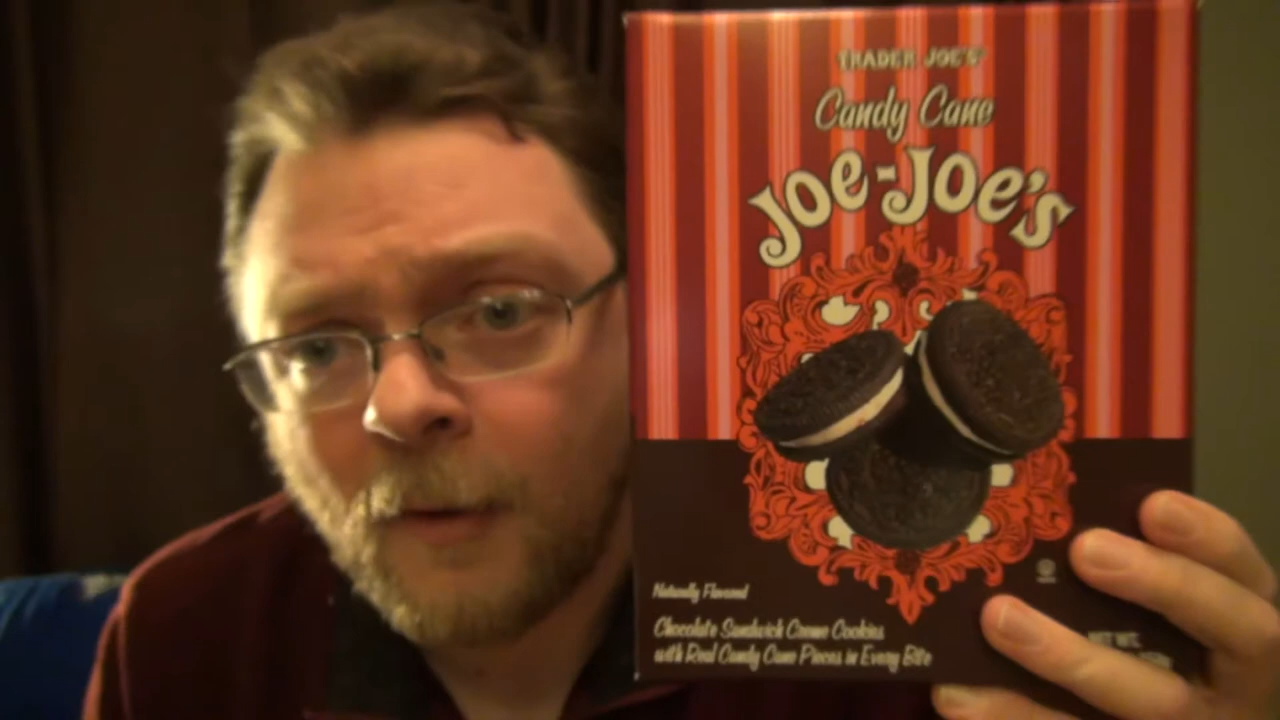 TRADER JOE'S
Candy Cane
JOE-JOE'S
Naturally Flavored
Chocolate Sandwich Creme Cookies
with Real Candy Cane Pieces in Every Bite
NET WT.